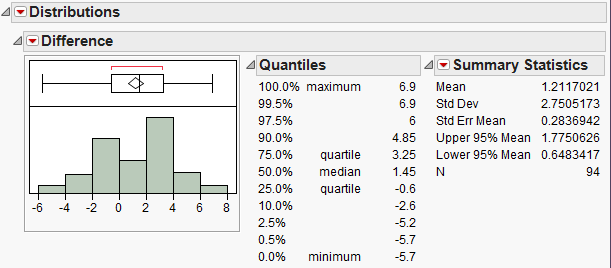 Distributions
Difference
-6 -4 -2 0 2 4 6 8
Quantiles
100.0% maximum 6.9
99.5% 6.9
97.5% 6
90.0% 4.85
75.0% quartile 3.25
50.0% median 1.45
25.0% quartile -0.6
10.0% -2.6
2.5% -5.2
0.5% -5.7
0.0% minimum -5.7
Summary Statistics
Mean 1.2117021
Std Dev 2.7505173
Std Err Mean 0.2836942
Upper 95% Mean 1.7750626
Lower 95% Mean 0.6483417
N 94